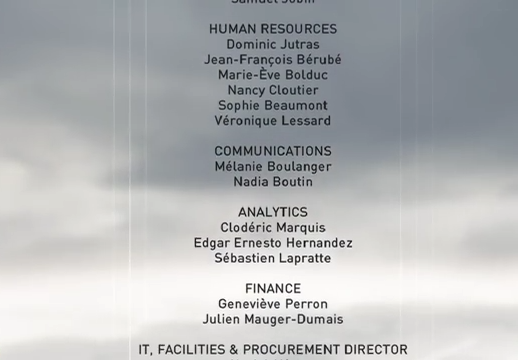 Samuel Jobin
HUMAN RESOURCES
Dominic Jutras
Jean-François Bérubé
Marie-Ève Bolduc
Nancy Cloutier
Sophie Beaumont
Véronique Lessard
COMMUNICATIONS
Mélanie Boulanger
Nadia Boutin
ANALYTICS
Clodéric Marquis
Edgar Ernesto Hernandez
Sébastien Lapratte
FINANCE
Geneviève Perron
Julien Mauger-Dumais
IT, FACILITIES & PROCUREMENT DIRECTOR